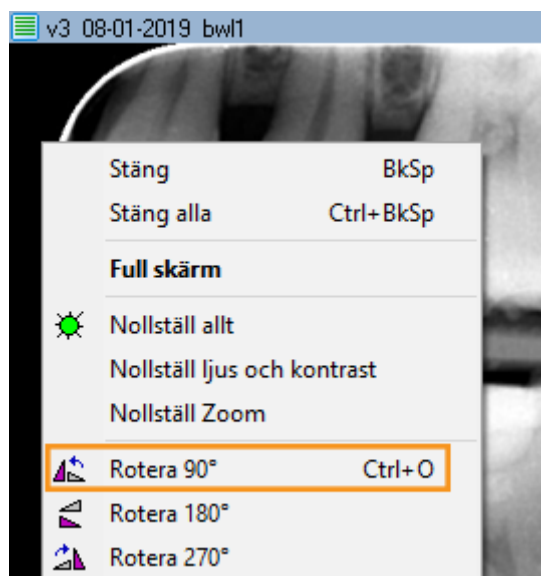 v3 08-01-2019 bwl1
Stäng BkSp
Stäng alla Ctrl+BkSp
Full skärm
Nollställ allt
Nollställ ljus och kontrast
Nollställ Zoom
Rotera 90° Ctrl+O
Rotera 180°
Rotera 270°